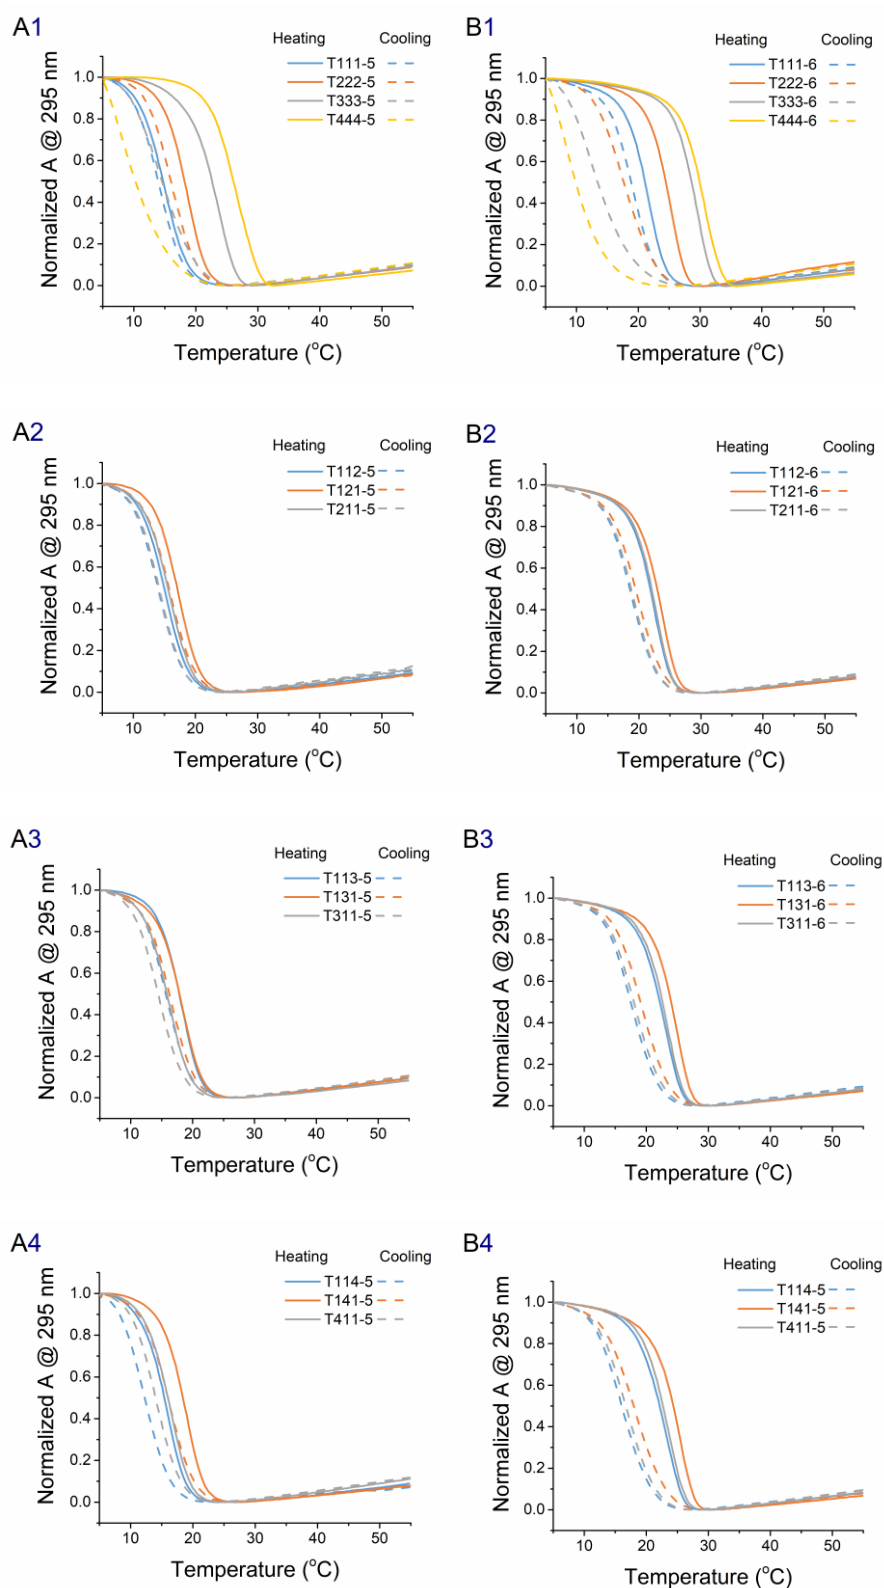 A1
Heating Cooling
T111-5
T222-5
T333-5
T444-5
Normalized A @ 295 nm
1.0
0.8
0.6
0.4
0.2
0.0
10 20 30 40 50
Temperature (°C)
B1
Heating Cooling
T111-6
T222-6
T333-6
T444-6
Normalized A @ 295 nm
1.0
0.8
0.6
0.4
0.2
0.0
10 20 30 40 50
Temperature (°C)
A2
Heating Cooling
T112-5
T121-5
T211-5
Normalized A @ 295 nm
1.0
0.8
0.6
0.4
0.2
0.0
10 20 30 40 50
Temperature (°C)
B2
Heating Cooling
T112-6
T121-6
T211-6
Normalized A @ 295 nm
1.0
0.8
0.6
0.4
0.2
0.0
10 20 30 40 50
Temperature (°C)
A3
Heating Cooling
T113-5
T131-5
T311-5
Normalized A @ 295 nm
1.0
0.8
0.6
0.4
0.2
0.0
10 20 30 40 50
Temperature (°C)
B3
Heating Cooling
T113-6
T131-6
T311-6
Normalized A @ 295 nm
1.0
0.8
0.6
0.4
0.2
0.0
10 20 30 40 50
Temperature (°C)
A4
Heating Cooling
T114-5
T141-5
T411-5
Normalized A @ 295 nm
1.0
0.8
0.6
0.4
0.2
0.0
10 20 30 40 50
Temperature (°C)
B4
Heating Cooling
T114-5
T141-5
T411-5
Normalized A @ 295 nm
1.0
0.8
0.6
0.4
0.2
0.0
10 20 30 40 50
Temperature (°C)